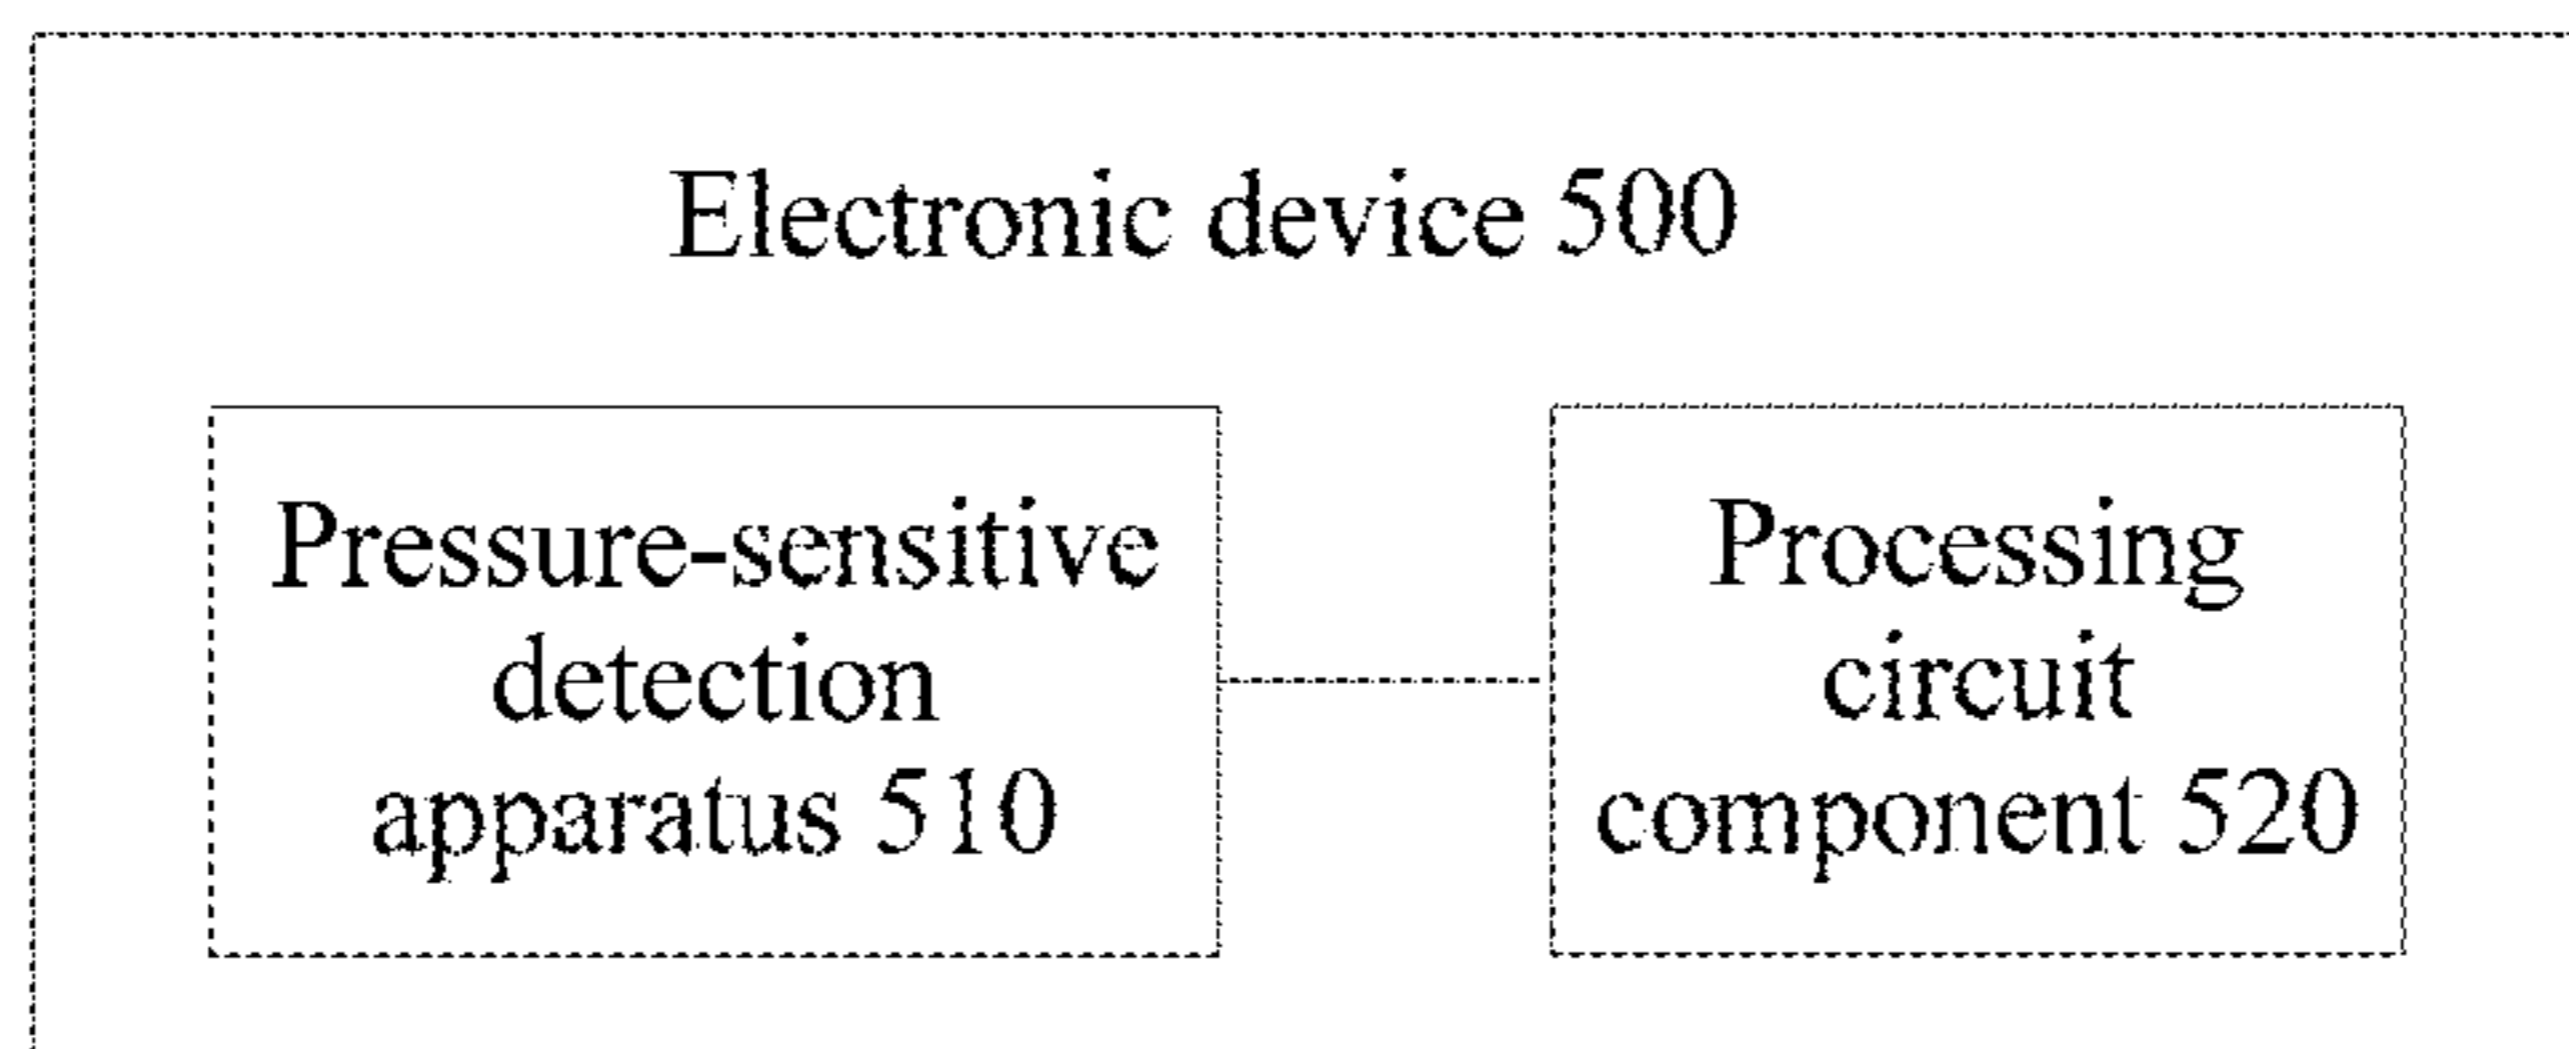 Electronic device 500
Pressure-sensitive
detection
apparatus 510
Processing
circuit
component 520